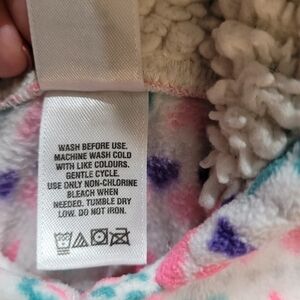 WASH BEFORE USE.
MACHINE WASH COLD
WITH LIKE COLOURS.
GENTLE CYCLE.
USE ONLY NON-CHLORINE
BLEACH WHEN
NEEDED. TUMBLE DRY
LOW. DO NOT IRON.